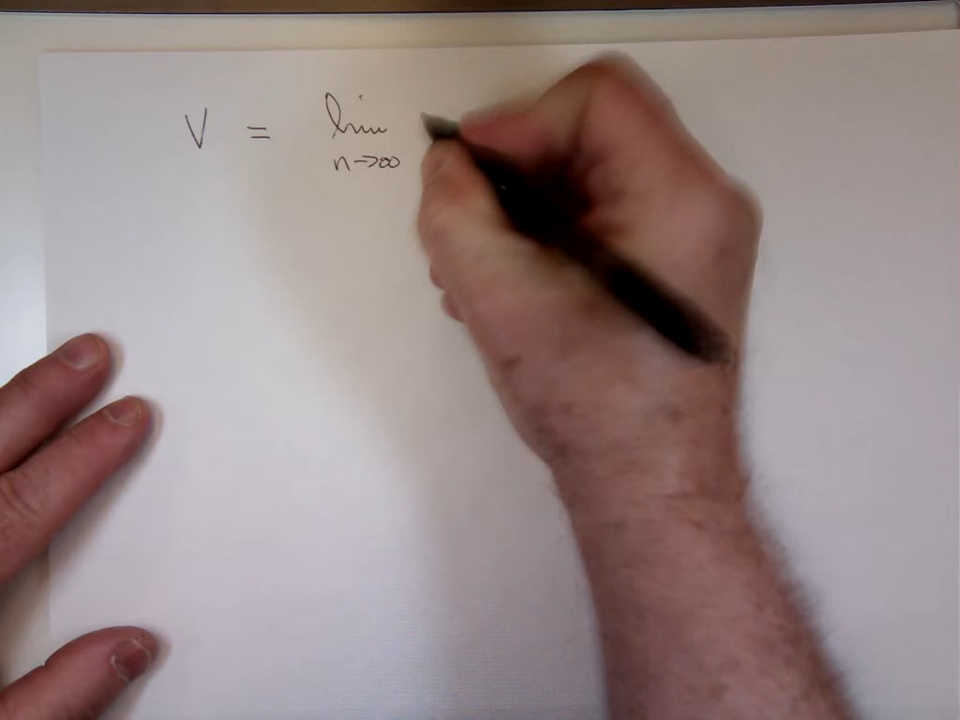 V = lim
n→∞